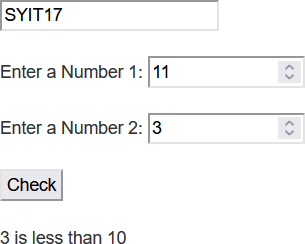 SYIT17
Enter a Number 1: 11
Enter a Number 2: 3
Check
3 is less than 10